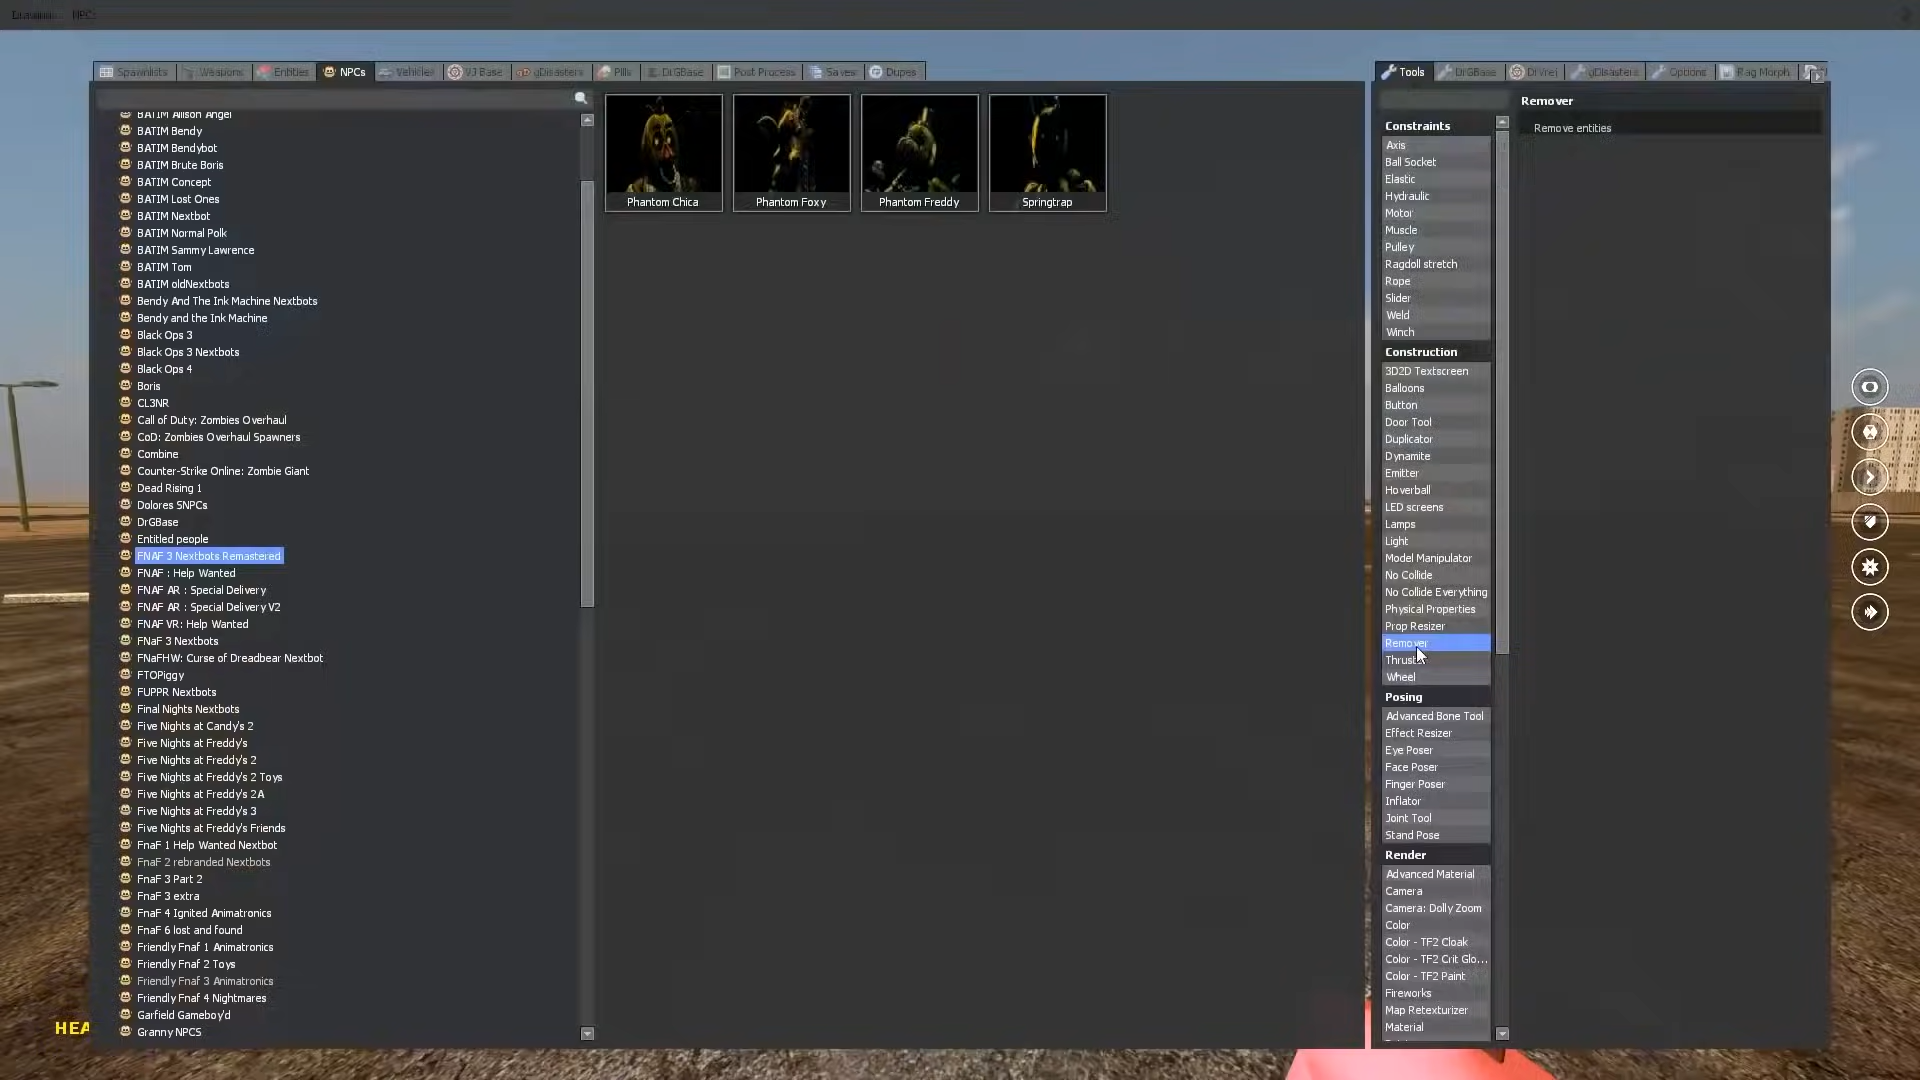 NPCs
Spawnlists
Weapons
Entities
NPCs
Vehicles
VJ Base
gDisasters
Pills
DrGBase
Post Process
Saves
Dupes
BATIM Allison Angel
BATIM Bendy
BATIM Bendybot
BATIM Brute Boris
BATIM Concept
BATIM Lost Ones
BATIM Nextbot
BATIM Normal Polk
BATIM Sammy Lawrence
BATIM Tom
BATIM oldNextbots
Bendy And The Ink Machine Nextbots
Bendy and the Ink Machine
Black Ops 3
Black Ops 3 Nextbots
Black Ops 4
Boris
CL3NR
Call of Duty: Zombies Overhaul
CoD: Zombies Overhaul Spawners
Combine
Counter-Strike Online: Zombie Giant
Dead Rising 1
Dolores SNPCs
DrGBase
Entitled people
FNAF 3 Nextbots Remastered
FNAF : Help Wanted
FNAF AR : Special Delivery
FNAF AR : Special Delivery V2
FNAF VR: Help Wanted
FNaF 3 Nextbots
FNaFHW: Curse of Dreadbear Nextbot
FTOPiggy
FUPPR Nextbots
Final Nights Nextbots
Five Nights at Candy's 2
Five Nights at Freddy's
Five Nights at Freddy's 2
Five Nights at Freddy's 2 Toys
Five Nights at Freddy's 2A
Five Nights at Freddy's 3
Five Nights at Freddy's Friends
FnaF 1 Help Wanted Nextbot
FnaF 2 rebranded Nextbots
FnaF 3 Part 2
FnaF 3 extra
FnaF 4 Ignited Animatronics
FnaF 6 lost and found
Friendly Fnaf 1 Animatronics
Friendly Fnaf 2 Toys
Friendly Fnaf 3 Animatronics
Friendly Fnaf 4 Nightmares
Garfield Gameboy'd
Granny NPCS
Phantom Chica
Phantom Foxy
Phantom Freddy
Springtrap
Tools
DrGBase
DrVrej
gDisasters
Options
Rag Morph
Constraints
Axis
Ball Socket
Elastic
Hydraulic
Motor
Muscle
Pulley
Ragdoll stretch
Rope
Slider
Weld
Winch
Construction
3D2D Textscreen
Balloons
Button
Door Tool
Duplicator
Dynamite
Emitter
Hoverball
LED screens
Lamps
Light
Model Manipulator
No Collide
No Collide Everything
Physical Properties
Prop Resizer
Remover
Thruster
Wheel
Posing
Advanced Bone Tool
Effect Resizer
Eye Poser
Face Poser
Finger Poser
Inflator
Joint Tool
Stand Pose
Render
Advanced Material
Camera
Camera: Dolly Zoom
Color
Color - TF2 Cloak
Color - TF2 Crit Glo...
Color - TF2 Paint
Fireworks
Map Retexturizer
Material
Remover
Remove entities
HEA